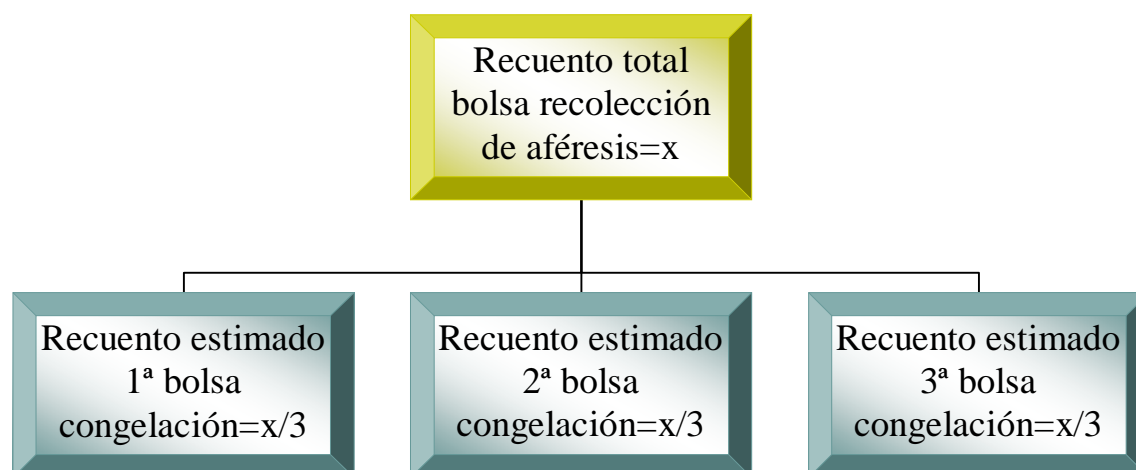 Recuento total
bolsa recolección
de aféresis=x
Recuento estimado
1ª bolsa
congelación=x/3
Recuento estimado
2ª bolsa
congelación=x/3
Recuento estimado
3ª bolsa
congelación=x/3